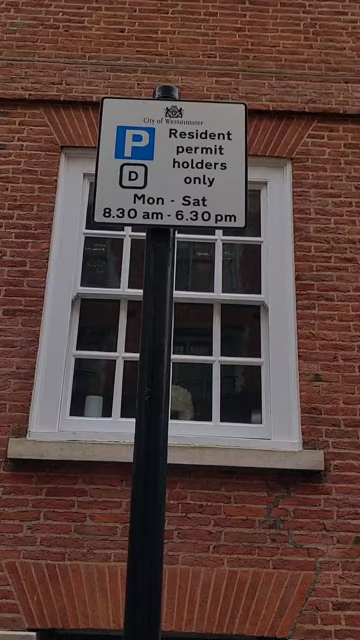 City of Westminster
P
D
Resident
permit
holders
only
Mon - Sat
8.30 am - 6.30 pm